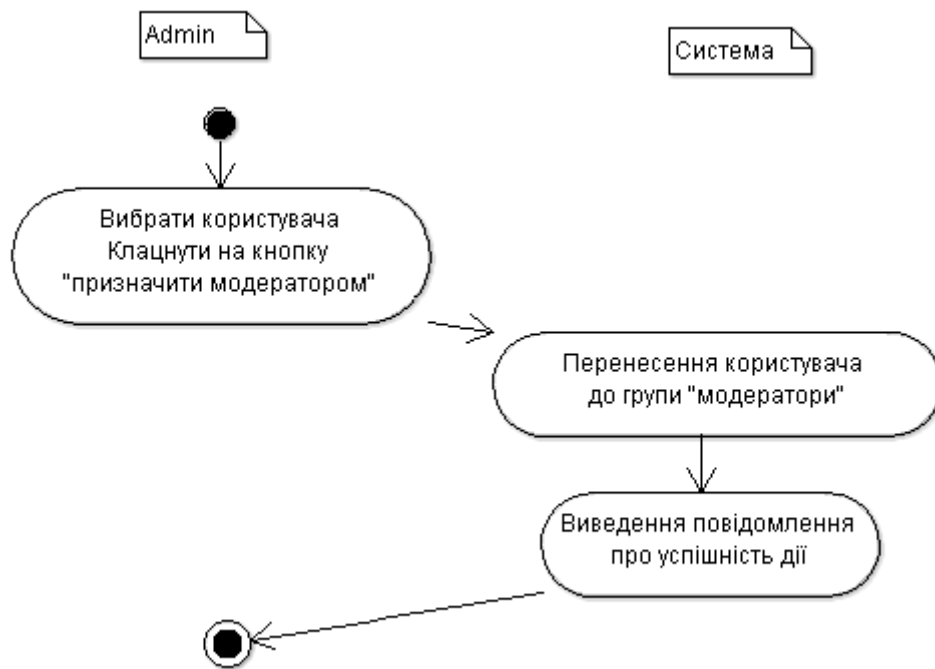 Admin
Система
Вибрати користувача
Клацнути на кнопку
"призначити модератором"
Перенесення користувача
до групи "модератори"
Виведення повідомлення
про успішність дії